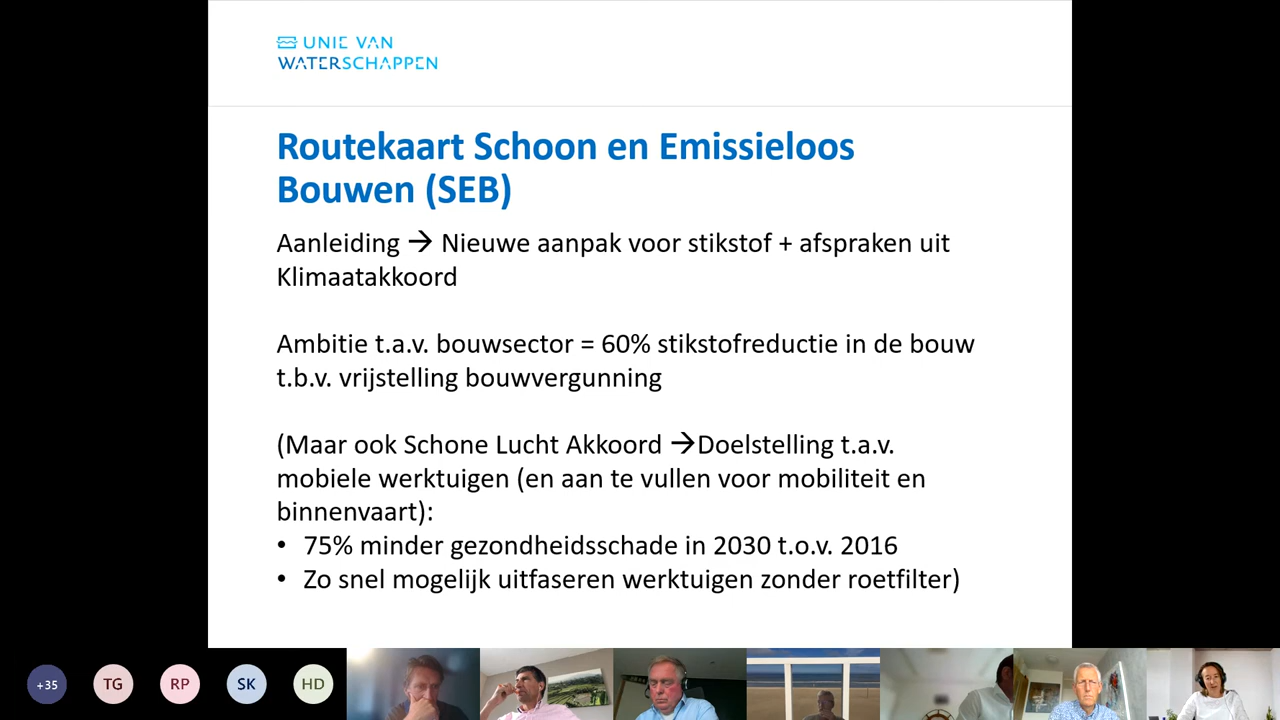 UNIE VAN
WATERSCHAPPEN
Routekaart Schoon en Emissieloos
Bouwen (SEB)
Aanleiding → Nieuwe aanpak voor stikstof + afspraken uit
Klimaatakkoord
Ambitie t.a.v. bouwsector = 60% stikstofreductie in de bouw
t.b.v. vrijstelling bouwvergunning
(Maar ook Schone Lucht Akkoord →Doelstelling t.a.v.
mobiele werktuigen (en aan te vullen voor mobiliteit en
binnenvaart):
• 75% minder gezondheidsschade in 2030 t.o.v. 2016
• Zo snel mogelijk uitfaseren werktuigen zonder roetfilter)
+35 TG RP SK HD